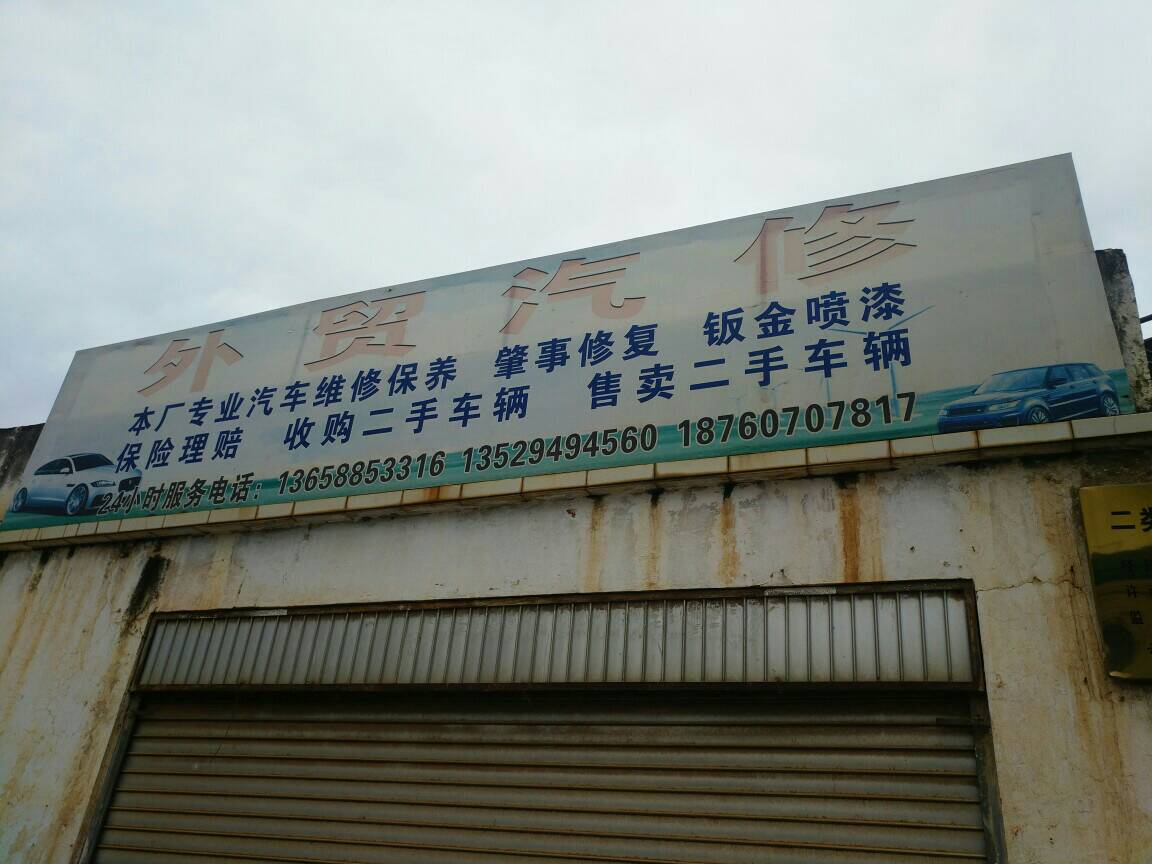 外贸汽修
本厂专业汽车维修保养 肇事修复 钣金喷漆
保险理赔 收购二手车辆 售卖二手车辆
24小时服务电话：13658853316 13529494560 18760707817
二类